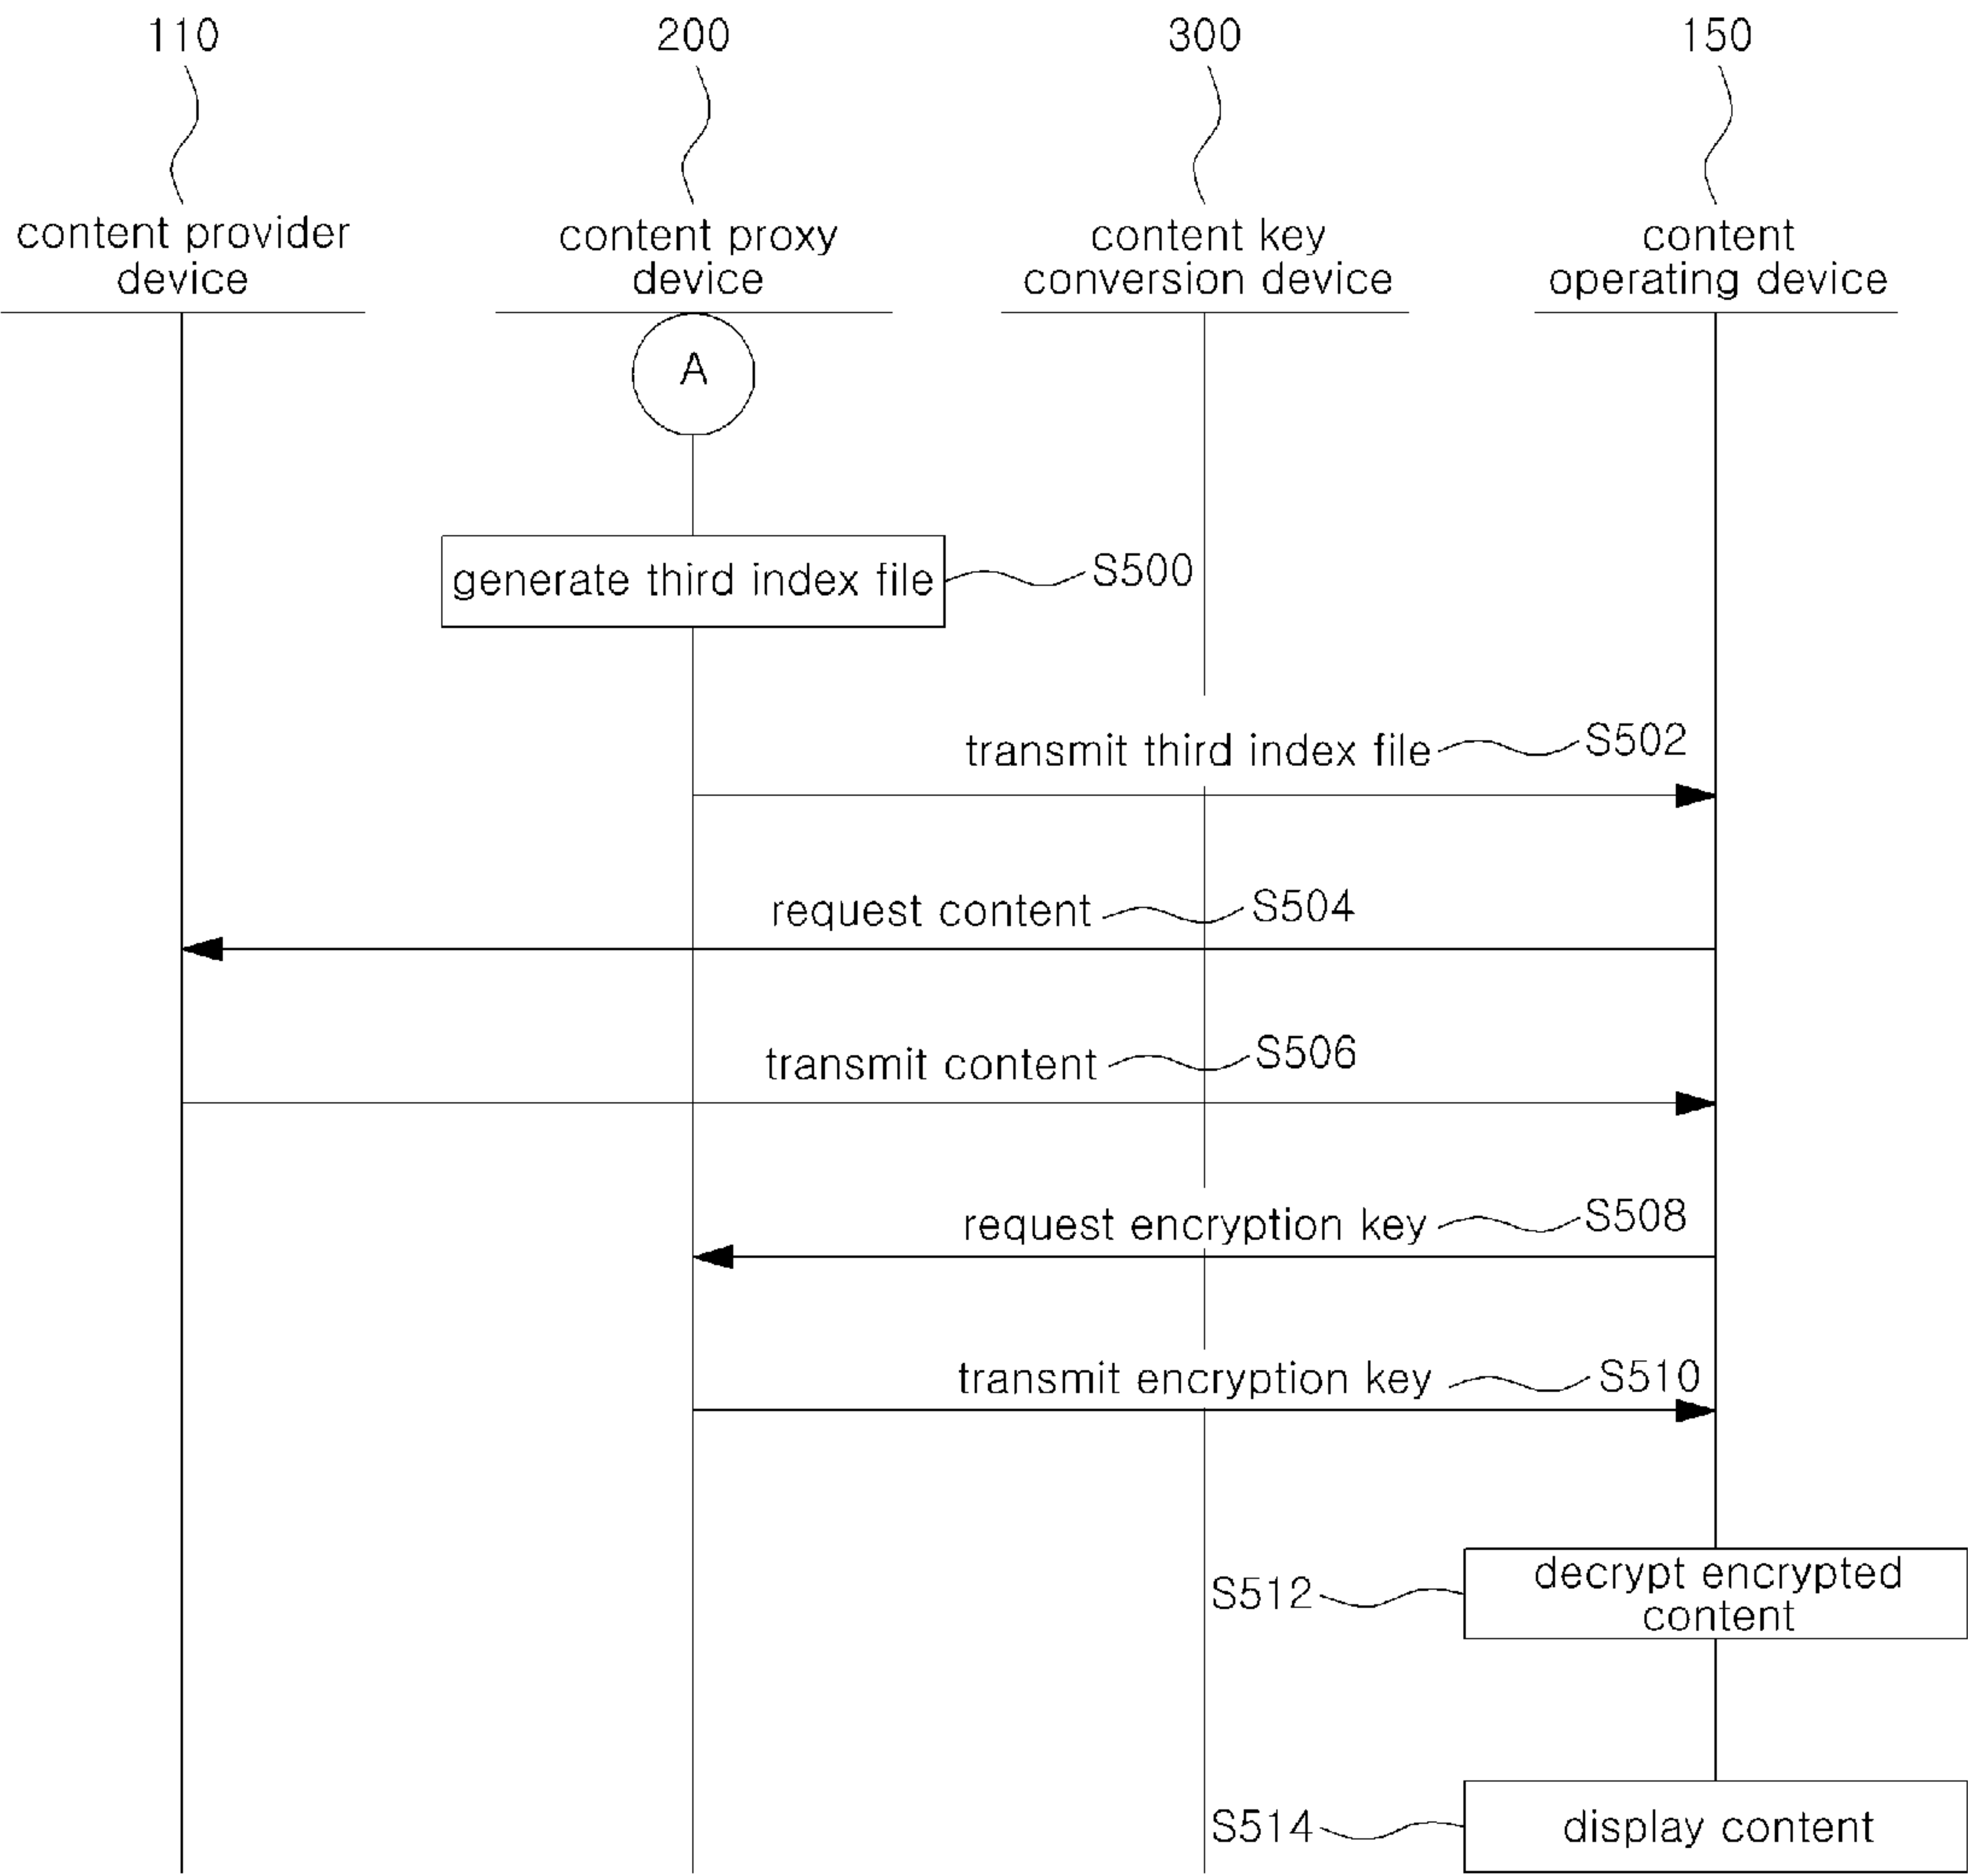 110
200
300
150
content provider
device
content proxy
device
content key
conversion device
content
operating device
A
generate third index file
S500
transmit third index file
S502
request content
S504
transmit content
S506
request encryption key
S508
transmit encryption key
S510
S512
decrypt encrypted
content
S514
display content